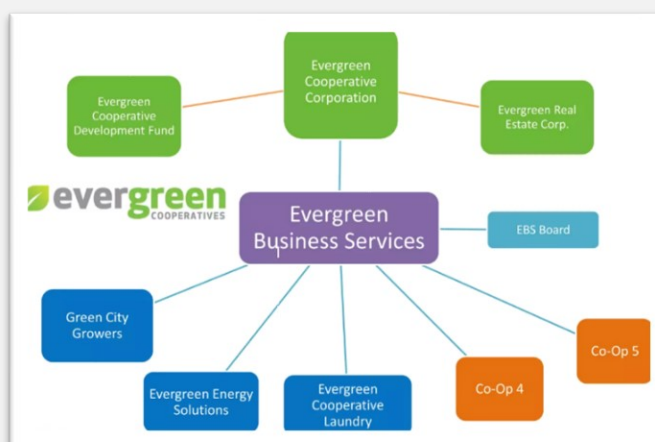 Evergreen
Cooperative
Corporation
Evergreen
Cooperative
Development Fund
Evergreen Real
Estate Corp.
evergreen
COOPERATIVES
Evergreen
Business Services
EBS Board
Green City
Growers
Evergreen Energy
Solutions
Evergreen
Cooperative
Laundry
Co-Op 4
Co-Op 5